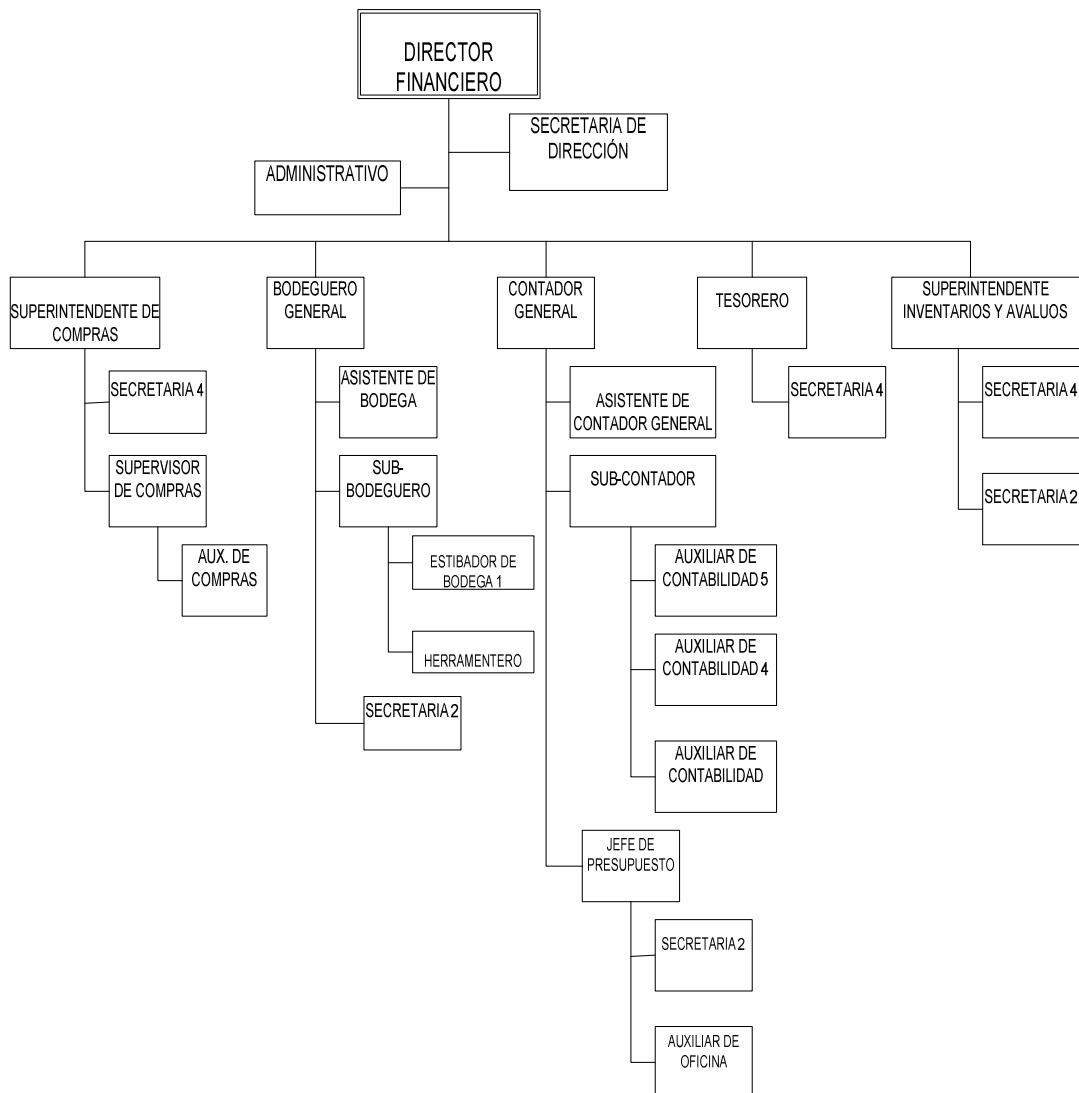 DIRECTOR
FINANCIERO
SECRETARIA DE
DIRECCIÓN
ADMINISTRATIVO
SUPERINTENDENTE DE
COMPRAS
BODEGUERO
GENERAL
CONTADOR
GENERAL
TESORERO
SUPERINTENDENTE
INVENTARIOS Y AVALUOS
SECRETARIA 4
ASISTENTE DE
BODEGA
ASISTENTE DE
CONTADOR GENERAL
SECRETARIA 4
SECRETARIA 4
SUPERVISOR
DE COMPRAS
SUB-
BODEGUERO
SUB-CONTADOR
SECRETARIA 2
AUX. DE
COMPRAS
ESTIBADOR DE
BODEGA 1
AUXILIAR DE
CONTABILIDAD 5
HERRAMENTERO
AUXILIAR DE
CONTABILIDAD 4
SECRETARIA 2
AUXILIAR DE
CONTABILIDAD
JEFE DE
PRESUPUESTO
SECRETARIA 2
AUXILIAR DE
OFICINA